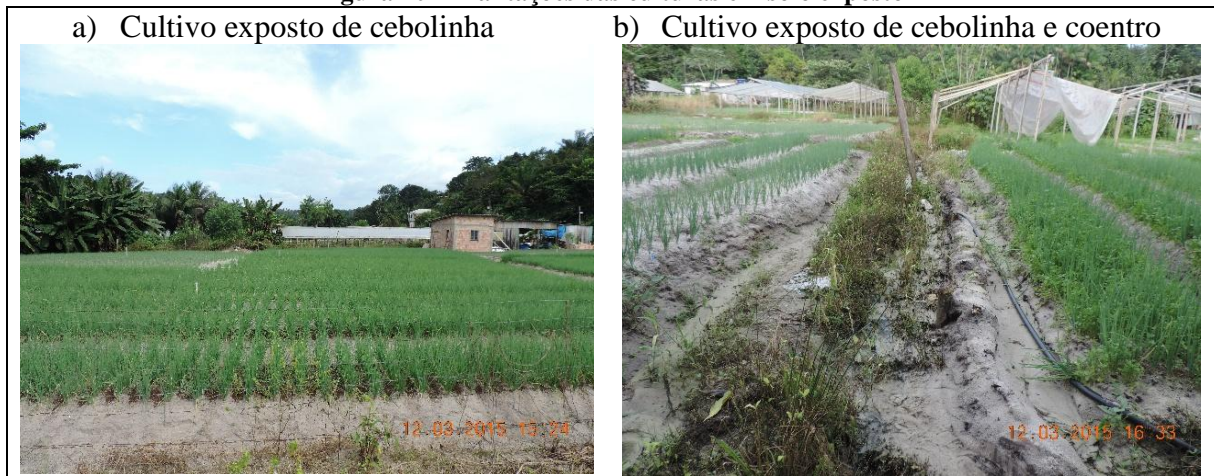 a) Cultivo exposto de cebolinha
b) Cultivo exposto de cebolinha e coentro
12.03.2015 13:24
12.03.2015 16:33